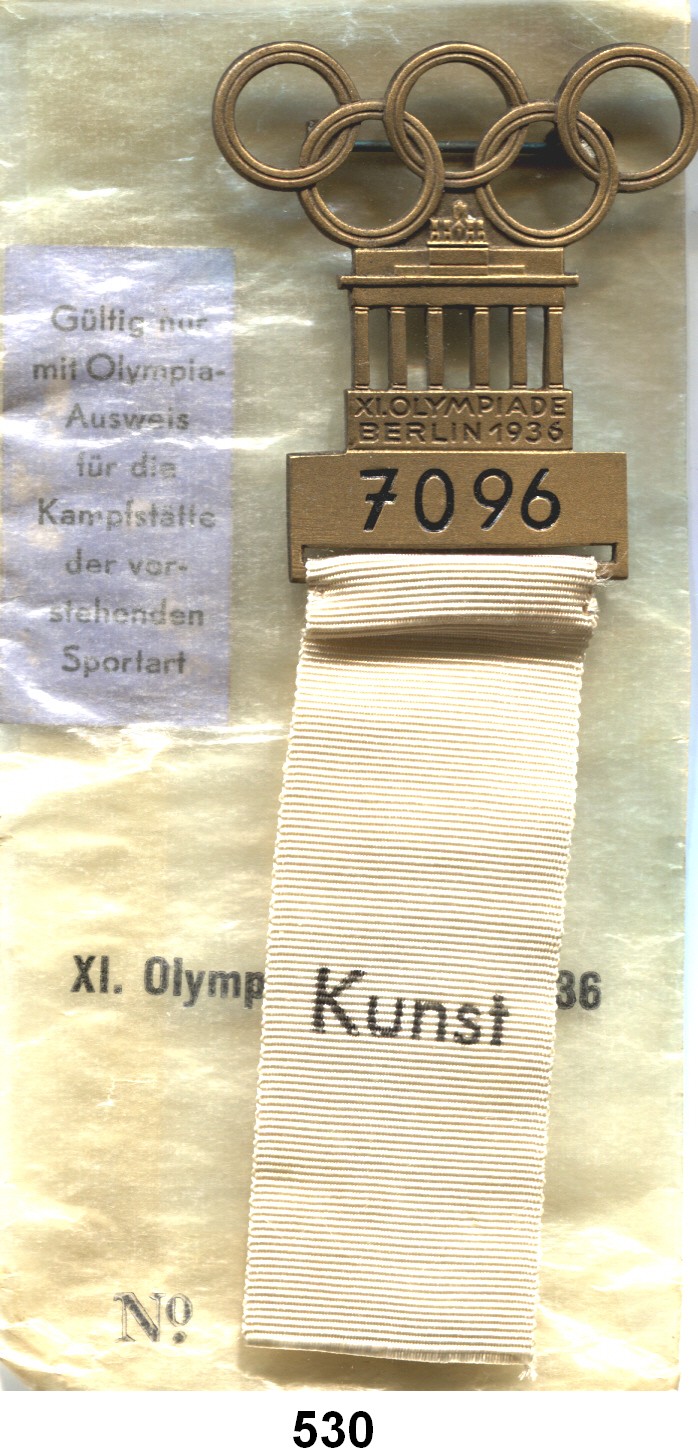 Gültig nur
mit Olympia-
Ausweis
für die
Kampfstätte
der vor-
stehenden
Sportart
XI. OLYMPIADE
BERLIN 1936
7096
XI. Olymp 36
Kunst
No.
530